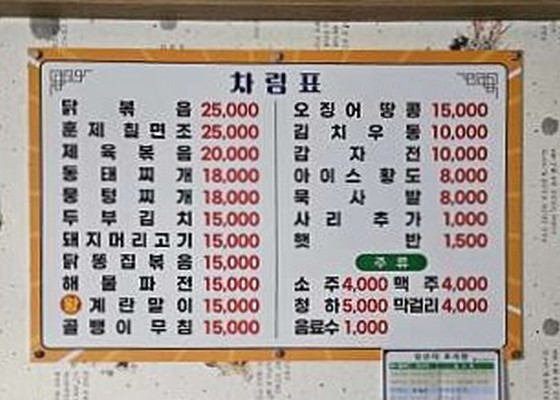 차림표
닭볶음 25,000
훈제칠면조 25,000
제육볶음 20,000
동태찌개 18,000
몽텅찌개 18,000
두부김치 15,000
돼지머리고기 15,000
닭똥집볶음 15,000
해물파전 15,000
왕계란말이 15,000
골뱅이무침 15,000
오징어땅콩 15,000
김치우동 10,000
감자전 10,000
아이스황도 8,000
묵사발 8,000
사리추가 1,000
햇반 1,500
주류
소주 4,000 맥주 4,000
청하 5,000 막걸리 4,000
음료수 1,000